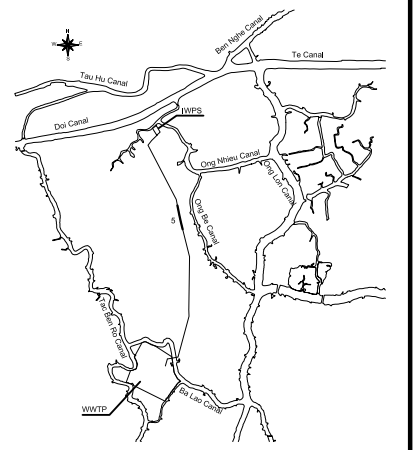 N
W E
S
Ben Nghe Canal
Te Canal
Tau Hu Canal
Doi Canal
IWPS
Ong Nhieu Canal
Ong Lon Canal
Ong Be Canal
5
Tac Ben Ro Canal
Ba Lao Canal
WWTP